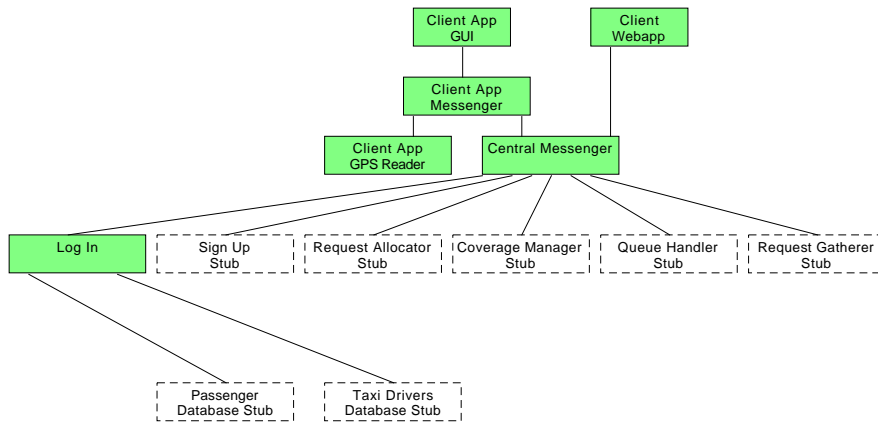 Client App
GUI
Client
Webapp
Client App
Messenger
Client App
GPS Reader
Central Messenger
Log In
Sign Up
Stub
Request Allocator
Stub
Coverage Manager
Stub
Queue Handler
Stub
Request Gatherer
Stub
Passenger
Database Stub
Taxi Drivers
Database Stub